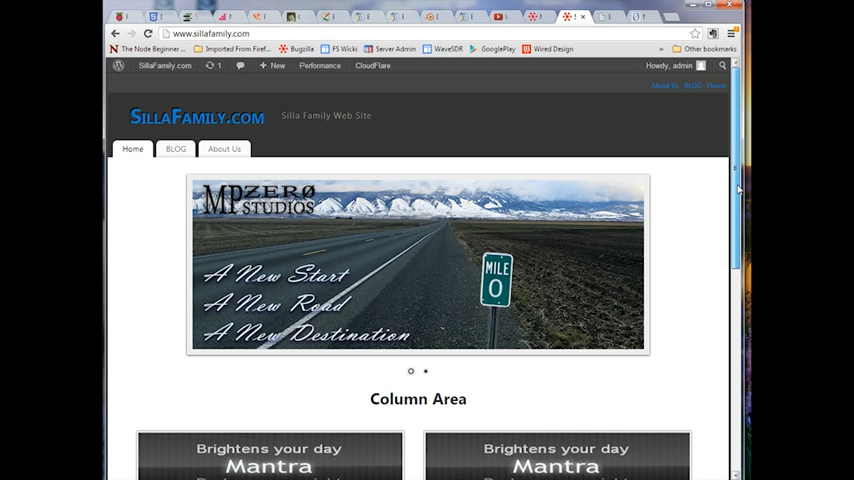 www.sillafamily.com
The Node Beginner ...
Imported From Firef...
Bugzilla
FS Wicki
Server Admin
WaveSDR
GooglePlay
Wired Design
»
Other bookmarks
SillaFamily.com
1
+ New
Performance
CloudFlare
Howdy, admin
About Us
BLOG
Home
SILLAFAMILY.COM
Silla Family Web Site
Home
BLOG
About Us
MPZERØ
STUDIOS
A New Start
A New Road
A New Destination
MILE
0
Column Area
Brightens your day
Mantra
Brightens your day
Mantra